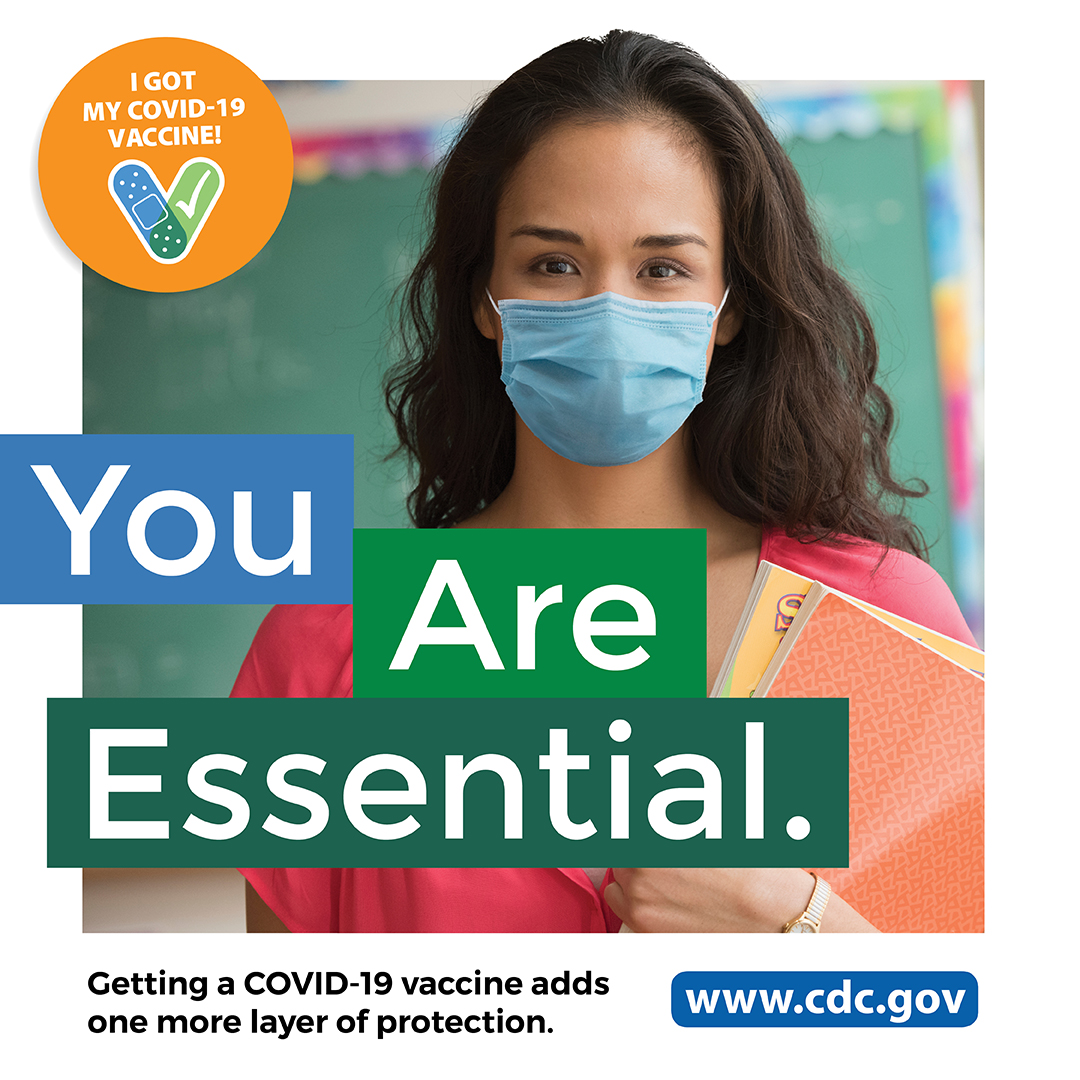 I GOT
MY COVID-19
VACCINE!
You
Are
Essential.
Getting a COVID-19 vaccine adds
one more layer of protection.
www.cdc.gov